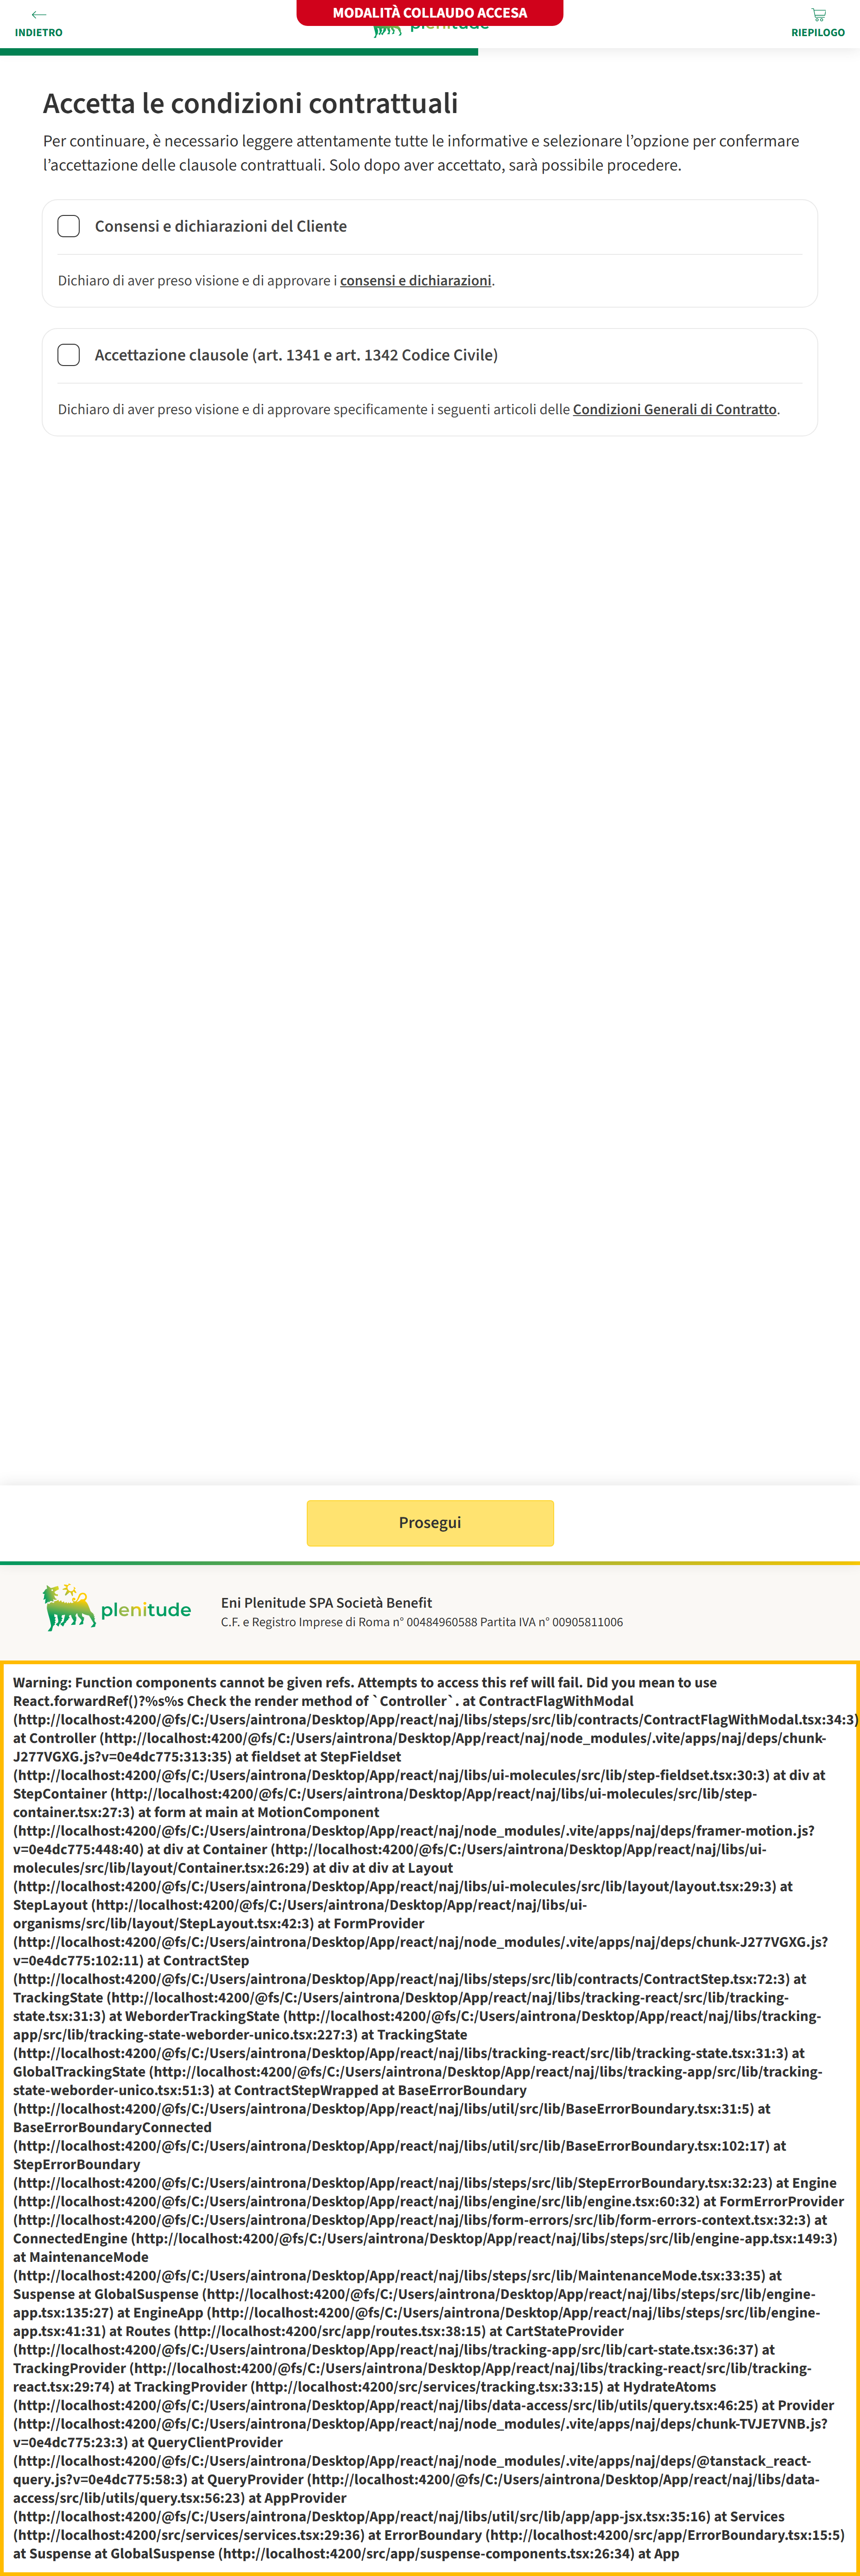 MODALITÀ COLLAUDO ACCESA
INDIETRO
plenitude
RIEPILOGO
Accetta le condizioni contrattuali
Per continuare, è necessario leggere attentamente tutte le informative e selezionare l'opzione per confermare
l'accettazione delle clausole contrattuali. Solo dopo aver accettato, sarà possibile procedere.
Consensi e dichiarazioni del Cliente
Dichiaro di aver preso visione e di approvare i consensi e dichiarazioni.
Accettazione clausole (art. 1341 e art. 1342 Codice Civile)
Dichiaro di aver preso visione e di approvare specificamente i seguenti articoli delle Condizioni Generali di Contratto.
Prosegui
plenitude
Eni Plenitude SPA Società Benefit
C.F. e Registro Imprese di Roma n° 00484960588 Partita IVA n° 00905811006
Warning: Function components cannot be given refs. Attempts to access this ref will fail. Did you mean to use
React.forwardRef()?%s%s Check the render method of `Controller`. at ContractFlagWithModal
(http://localhost:4200/@fs/C:/Users/aintrona/Desktop/App/react/naj/libs/steps/src/lib/contracts/ContractFlagWithModal.tsx:34:3)
at Controller (http://localhost:4200/@fs/C:/Users/aintrona/Desktop/App/react/naj/node_modules/.vite/apps/naj/deps/chunk-
J277VGXG.js?v=0e4dc775:313:35) at fieldset at StepFieldset
(http://localhost:4200/@fs/C:/Users/aintrona/Desktop/App/react/naj/libs/ui-molecules/src/lib/step-fieldset.tsx:30:3) at div at
StepContainer (http://localhost:4200/@fs/C:/Users/aintrona/Desktop/App/react/naj/libs/ui-molecules/src/lib/step-
container.tsx:27:3) at form at main at MotionComponent
(http://localhost:4200/@fs/C:/Users/aintrona/Desktop/App/react/naj/node_modules/.vite/apps/naj/deps/framer-motion.js?
v=0e4dc775:448:40) at div at Container (http://localhost:4200/@fs/C:/Users/aintrona/Desktop/App/react/naj/libs/ui-
molecules/src/lib/layout/Container.tsx:26:29) at div at div at Layout
(http://localhost:4200/@fs/C:/Users/aintrona/Desktop/App/react/naj/libs/ui-molecules/src/lib/layout/layout.tsx:29:3) at
StepLayout (http://localhost:4200/@fs/C:/Users/aintrona/Desktop/App/react/naj/libs/ui-
organisms/src/lib/layout/StepLayout.tsx:42:3) at FormProvider
(http://localhost:4200/@fs/C:/Users/aintrona/Desktop/App/react/naj/node_modules/.vite/apps/naj/deps/chunk-J277VGXG.js?
v=0e4dc775:102:11) at ContractStep
(http://localhost:4200/@fs/C:/Users/aintrona/Desktop/App/react/naj/libs/steps/src/lib/contracts/ContractStep.tsx:72:3) at
TrackingState (http://localhost:4200/@fs/C:/Users/aintrona/Desktop/App/react/naj/libs/tracking-react/src/lib/tracking-
state.tsx:31:3) at WeborderTrackingState (http://localhost:4200/@fs/C:/Users/aintrona/Desktop/App/react/naj/libs/tracking-
app/src/lib/tracking-state-weborder-unico.tsx:227:3) at TrackingState
(http://localhost:4200/@fs/C:/Users/aintrona/Desktop/App/react/naj/libs/tracking-react/src/lib/tracking-state.tsx:31:3) at
GlobalTrackingState (http://localhost:4200/@fs/C:/Users/aintrona/Desktop/App/react/naj/libs/tracking-app/src/lib/tracking-
state-weborder-unico.tsx:51:3) at ContractStepWrapped at BaseErrorBoundary
(http://localhost:4200/@fs/C:/Users/aintrona/Desktop/App/react/naj/libs/util/src/lib/BaseErrorBoundary.tsx:31:5) at
BaseErrorBoundaryConnected
(http://localhost:4200/@fs/C:/Users/aintrona/Desktop/App/react/naj/libs/util/src/lib/BaseErrorBoundary.tsx:102:17) at
StepErrorBoundary
(http://localhost:4200/@fs/C:/Users/aintrona/Desktop/App/react/naj/libs/steps/src/lib/StepErrorBoundary.tsx:32:23) at Engine
(http://localhost:4200/@fs/C:/Users/aintrona/Desktop/App/react/naj/libs/engine/src/lib/engine.tsx:60:32) at FormErrorProvider
(http://localhost:4200/@fs/C:/Users/aintrona/Desktop/App/react/naj/libs/form-errors/src/lib/form-errors-context.tsx:32:3) at
ConnectedEngine (http://localhost:4200/@fs/C:/Users/aintrona/Desktop/App/react/naj/libs/steps/src/lib/engine-app.tsx:149:3)
at MaintenanceMode
(http://localhost:4200/@fs/C:/Users/aintrona/Desktop/App/react/naj/libs/steps/src/lib/MaintenanceMode.tsx:33:35) at
Suspense at GlobalSuspense (http://localhost:4200/@fs/C:/Users/aintrona/Desktop/App/react/naj/libs/steps/src/lib/engine-
app.tsx:135:27) at EngineApp (http://localhost:4200/@fs/C:/Users/aintrona/Desktop/App/react/naj/libs/steps/src/lib/engine-
app.tsx:41:31) at Routes (http://localhost:4200/src/app/routes.tsx:38:15) at CartStateProvider
(http://localhost:4200/@fs/C:/Users/aintrona/Desktop/App/react/naj/libs/tracking-app/src/lib/cart-state.tsx:36:37) at
TrackingProvider (http://localhost:4200/@fs/C:/Users/aintrona/Desktop/App/react/naj/libs/tracking-react/src/lib/tracking-
react.tsx:29:74) at TrackingProvider (http://localhost:4200/src/services/tracking.tsx:33:15) at HydrateAtoms
(http://localhost:4200/@fs/C:/Users/aintrona/Desktop/App/react/naj/libs/data-access/src/lib/utils/query.tsx:46:25) at Provider
(http://localhost:4200/@fs/C:/Users/aintrona/Desktop/App/react/naj/node_modules/.vite/apps/naj/deps/chunk-TVJE7VNB.js?
v=0e4dc775:23:3) at QueryClientProvider
(http://localhost:4200/@fs/C:/Users/aintrona/Desktop/App/react/naj/node_modules/.vite/apps/naj/deps/@tanstack_react-
query.js?v=0e4dc775:58:3) at QueryProvider (http://localhost:4200/@fs/C:/Users/aintrona/Desktop/App/react/naj/libs/data-
access/src/lib/utils/query.tsx:56:23) at AppProvider
(http://localhost:4200/@fs/C:/Users/aintrona/Desktop/App/react/naj/libs/util/src/lib/app/app-jsx.tsx:35:16) at Services
(http://localhost:4200/src/services/services.tsx:29:36) at ErrorBoundary (http://localhost:4200/src/app/ErrorBoundary.tsx:15:5)
at Suspense at GlobalSuspense (http://localhost:4200/src/app/suspense-components.tsx:26:34) at App